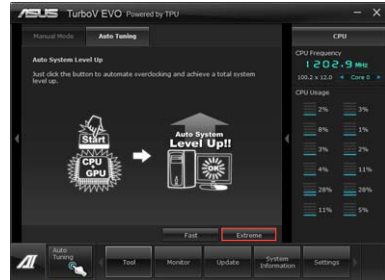 ASUS TurboV EVO Powered by TPU
Manual Mode Auto Tuning
Auto System Level Up
Just click the button to automate overclocking and achieve a total system
level up.
Start
CPU
+
GPU
Auto System
Level Up!!
OK
Fast Extreme
CPU
CPU Frequency
1202.9 MHz
100.2 x 12.0 Core 0
CPU Usage
2% 3%
8% 1%
3% 2%
4% 11%
28% 28%
11% 5%
AI
Auto
Tuning
Tool
Monitor
Update
System
Information
Settings